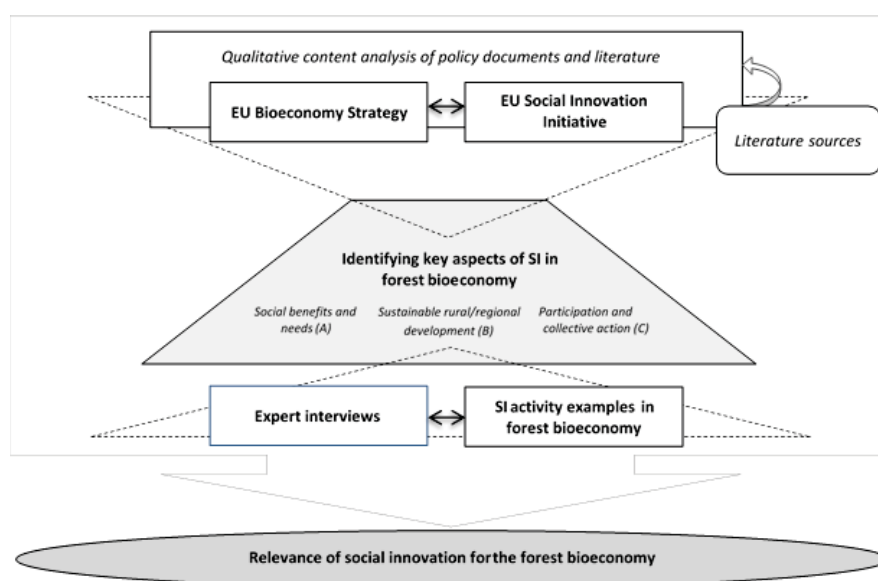 Qualitative content analysis of policy documents and literature
EU Bioeconomy Strategy
EU Social Innovation
Initiative
Literature sources
Identifying key aspects of SI in
forest bioeconomy
Social benefits and
needs (A)
Sustainable rural/regional
development (B)
Participation and
collective action (C)
Expert interviews
SI activity examples in
forest bioeconomy
Relevance of social innovation for the forest bioeconomy